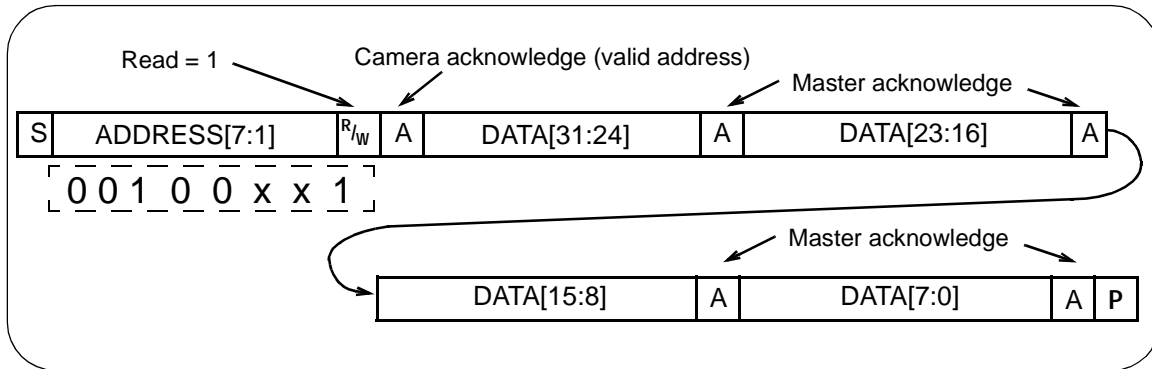 Read = 1
Camera acknowledge (valid address)
Master acknowledge
S ADDRESS[7:1] R/W A DATA[31:24] A DATA[23:16] A
0 0 1 0 0 x x 1
Master acknowledge
DATA[15:8] A DATA[7:0] A P